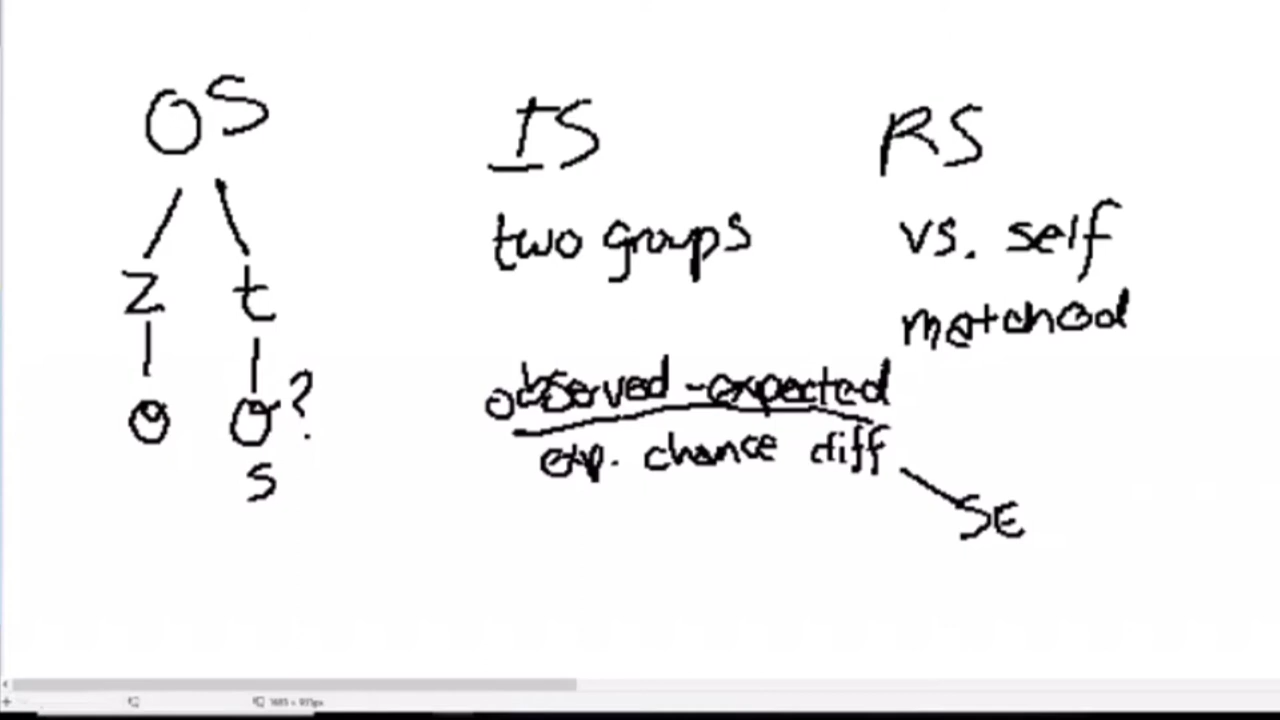 OS
IS
RS
two groups
vs. self
matched
z t
σ σ?
s
observed - expected
exp. chance diff
SE